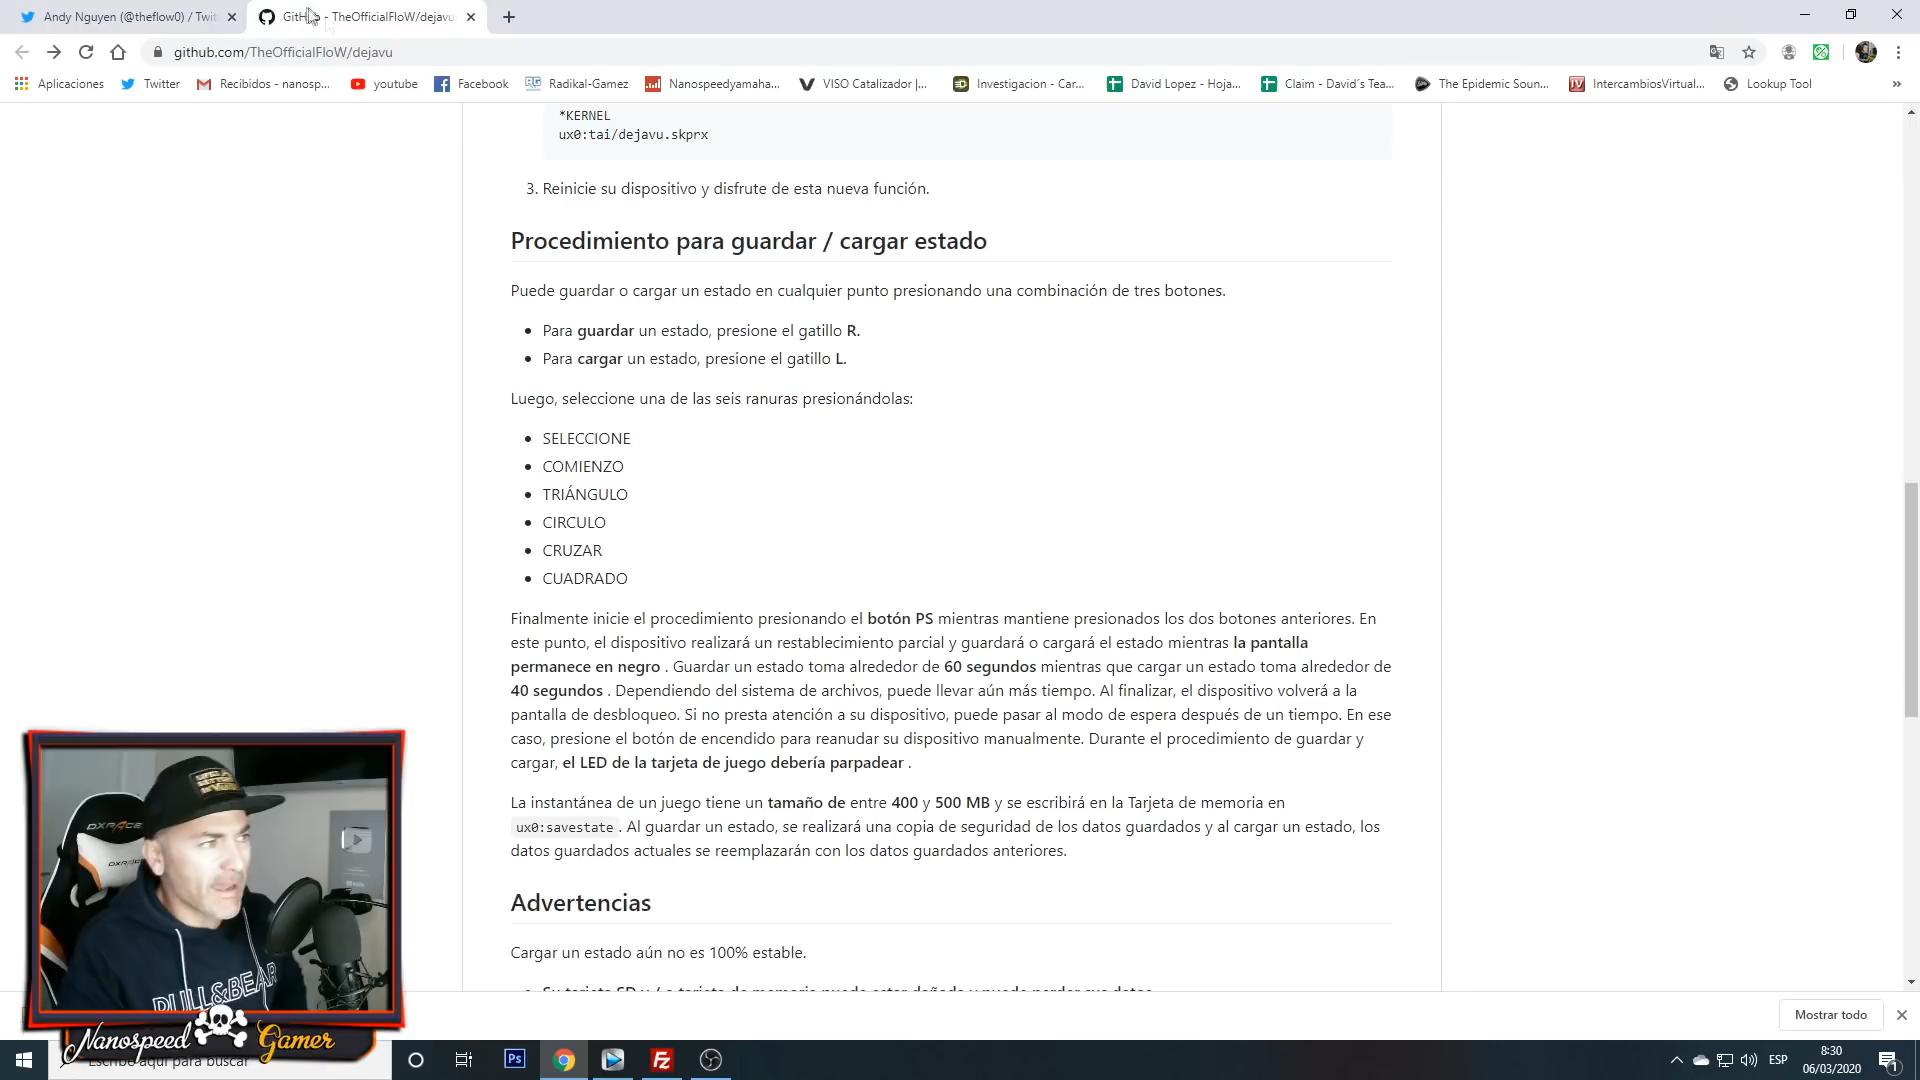 Andy Nguyen (@theflow0) / Twit
TheOfficialFloW/dejavu
github.com/TheOfficialFloW/dejavu
Aplicaciones
Twitter
Recibidos - nanosp...
youtube
Facebook
Radikal-Gamez
Nanospeedyamaha...
VISO Catalizador |...
Investigacion - Car...
David Lopez - Hoja...
Claim - David´s Tea...
The Epidemic Soun...
IntercambiosVirtual...
Lookup Tool
»
*KERNEL
ux0:tai/dejavu.skprx
3. Reinicie su dispositivo y disfrute de esta nueva función.
Procedimiento para guardar / cargar estado
Puede guardar o cargar un estado en cualquier punto presionando una combinación de tres botones.
• Para guardar un estado, presione el gatillo R.
• Para cargar un estado, presione el gatillo L.
Luego, seleccione una de las seis ranuras presionándolas:
• SELECCIONE
• COMIENZO
• TRIÁNGULO
• CIRCULO
• CRUZAR
• CUADRADO
Finalmente inicie el procedimiento presionando el botón PS mientras mantiene presionados los dos botones anteriores. En
este punto, el dispositivo realizará un restablecimiento parcial y guardará o cargará el estado mientras la pantalla
permanece en negro . Guardar un estado toma alrededor de 60 segundos mientras que cargar un estado toma alrededor de
40 segundos . Dependiendo del sistema de archivos, puede llevar aún más tiempo. Al finalizar, el dispositivo volverá a la
pantalla de desbloqueo. Si no presta atención a su dispositivo, puede pasar al modo de espera después de un tiempo. En ese
caso, presione el botón de encendido para reanudar su dispositivo manualmente. Durante el procedimiento de guardar y
cargar, el LED de la tarjeta de juego debería parpadear .
La instantánea de un juego tiene un tamaño de entre 400 y 500 MB y se escribirá en la Tarjeta de memoria en
ux0:savestate . Al guardar un estado, se realizará una copia de seguridad de los datos guardados y al cargar un estado, los
datos guardados actuales se reemplazarán con los datos guardados anteriores.
Advertencias
Cargar un estado aún no es 100% estable.
DXRACER
PULL&BEAR
Nanospeed Gamer
Mostrar todo
Escribe aquí para buscar
Ps
Fz
ESP
8:30
06/03/2020
1